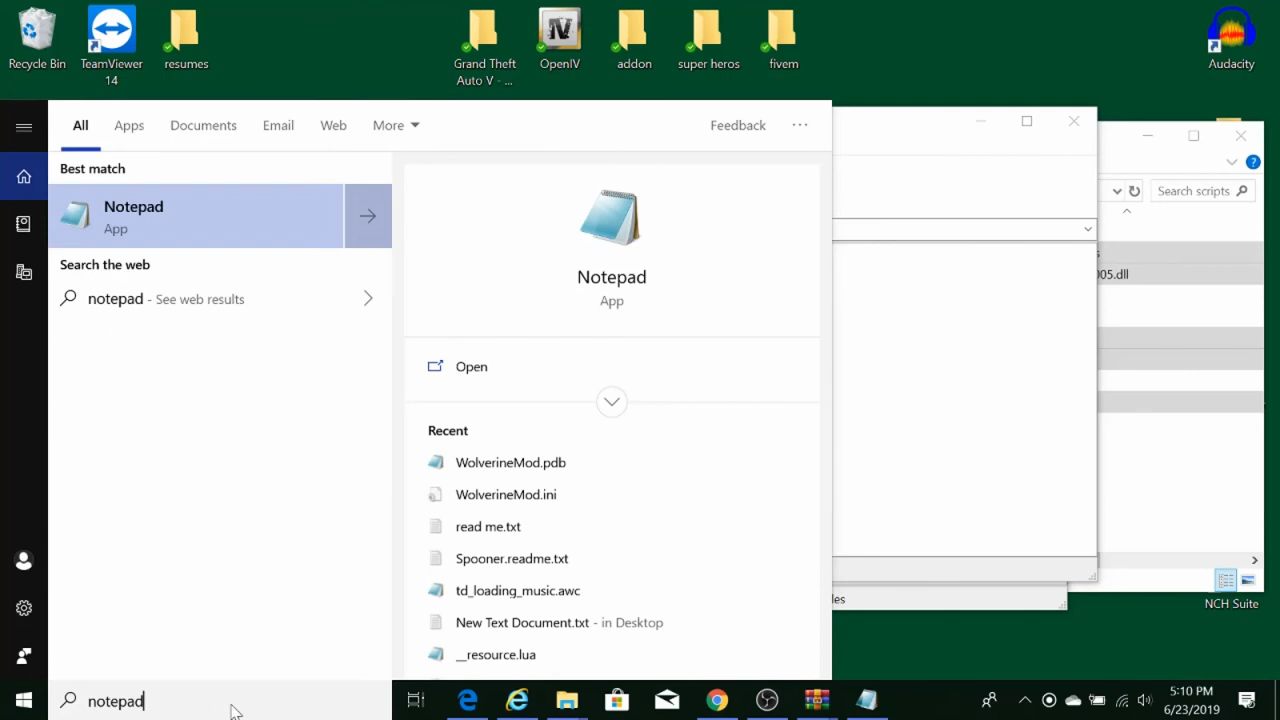 Recycle Bin
TeamViewer
14
resumes
Grand Theft
Auto V - ...
OpenIV
addon
super heros
fivem
Audacity
All Apps Documents Email Web More Feedback ...
Best match
Notepad
App
Search the web
notepad - See web results
Notepad
App
Open
Recent
WolverineMod.pdb
WolverineMod.ini
read me.txt
Spooner.readme.txt
td_loading_music.awc
New Text Document.txt - in Desktop
__resource.lua
Search scripts
05.dll
les
NCH Suite
notepad
5:10 PM
6/23/2019